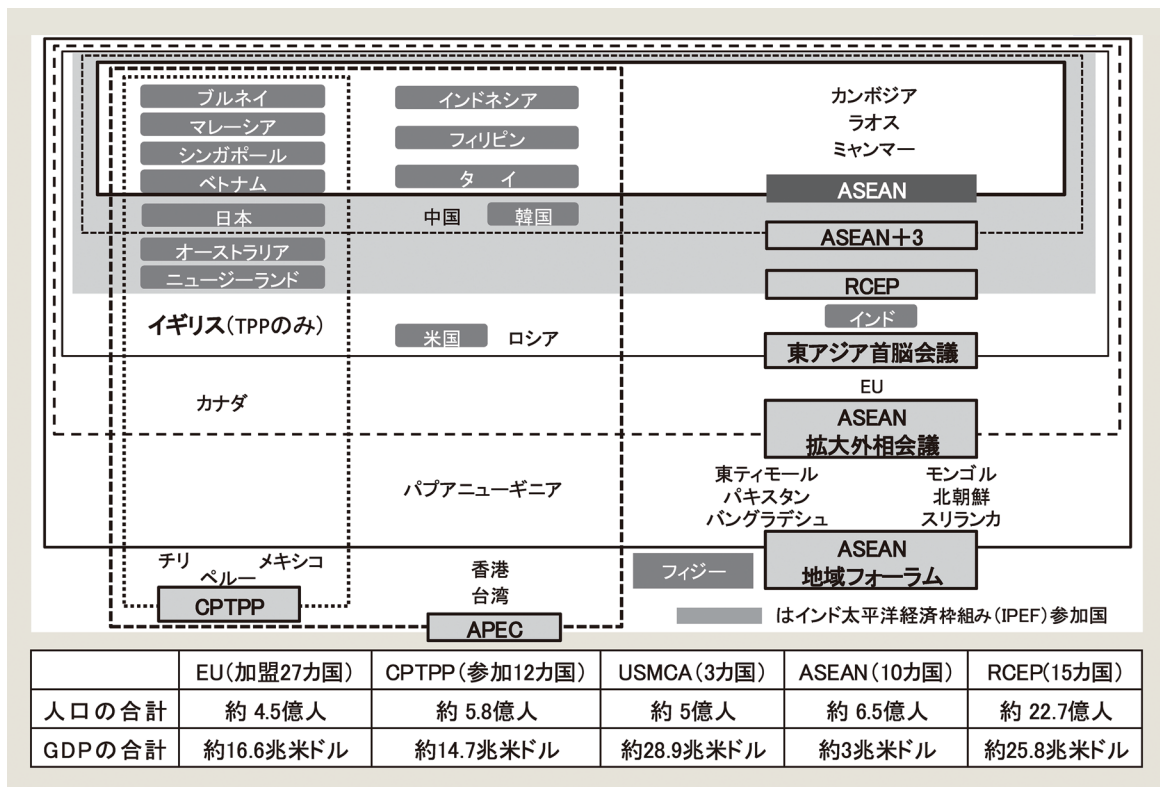 ブルネイ
マレーシア
シンガポール
ベトナム
日本
オーストラリア
ニュージーランド
イギリス(TPPのみ)
カナダ
チリ
メキシコ
ペルー
CPTPP
インドネシア
フィリピン
タ イ
中国
韓国
米国
ロシア
パプアニューギニア
香港
台湾
APEC
カンボジア
ラオス
ミャンマー
ASEAN
ASEAN+3
RCEP
インド
東アジア首脳会議
EU
ASEAN
拡大外相会議
東ティモール モンゴル
パキスタン 北朝鮮
バングラデシュ スリランカ
ASEAN
地域フォーラム
フィジー
はインド太平洋経済枠組み(IPEF)参加国
EU(加盟27カ国) CPTPP(参加12カ国) USMCA(3カ国) ASEAN(10カ国) RCEP(15カ国)
人口の合計 約 4.5億人 約 5.8億人 約 5億人 約 6.5億人 約 22.7億人
GDPの合計 約16.6兆米ドル 約14.7兆米ドル 約28.9兆米ドル 約3兆米ドル 約25.8兆米ドル